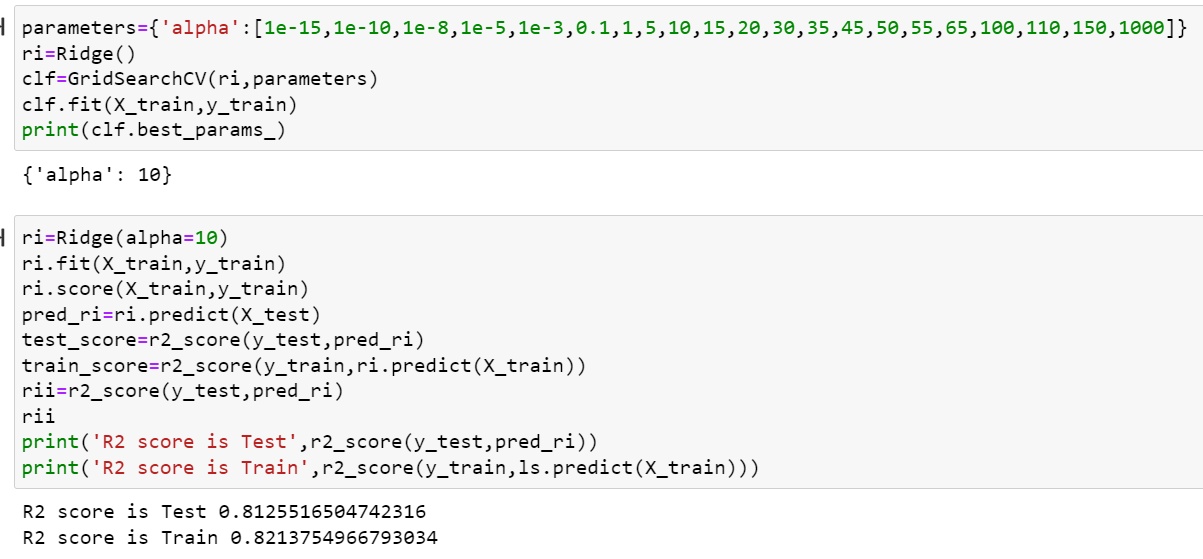 parameters={'alpha':[1e-15,1e-10,1e-8,1e-5,1e-3,0.1,1,5,10,15,20,30,35,45,50,55,65,100,110,150,1000]}
ri=Ridge()
clf=GridSearchCV(ri,parameters)
clf.fit(X_train,y_train)
print(clf.best_params_)
{'alpha': 10}
ri=Ridge(alpha=10)
ri.fit(X_train,y_train)
ri.score(X_train,y_train)
pred_ri=ri.predict(X_test)
test_score=r2_score(y_test,pred_ri)
train_score=r2_score(y_train,ri.predict(X_train))
rii=r2_score(y_test,pred_ri)
rii
print('R2 score is Test',r2_score(y_test,pred_ri))
print('R2 score is Train',r2_score(y_train,ls.predict(X_train)))
R2 score is Test 0.8125516504742316
R2 score is Train 0.8213754966793034